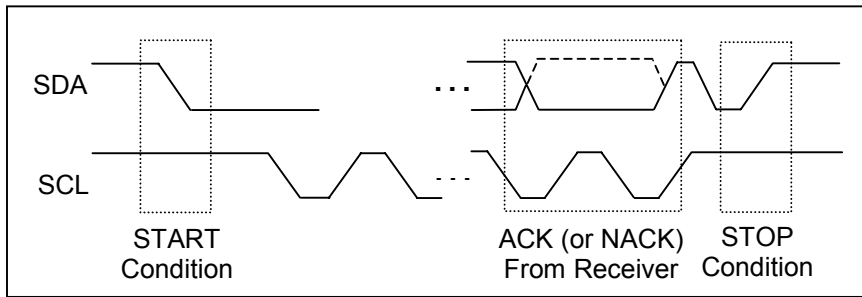 SDA
SCL
START
Condition
ACK (or NACK)
From Receiver
STOP
Condition